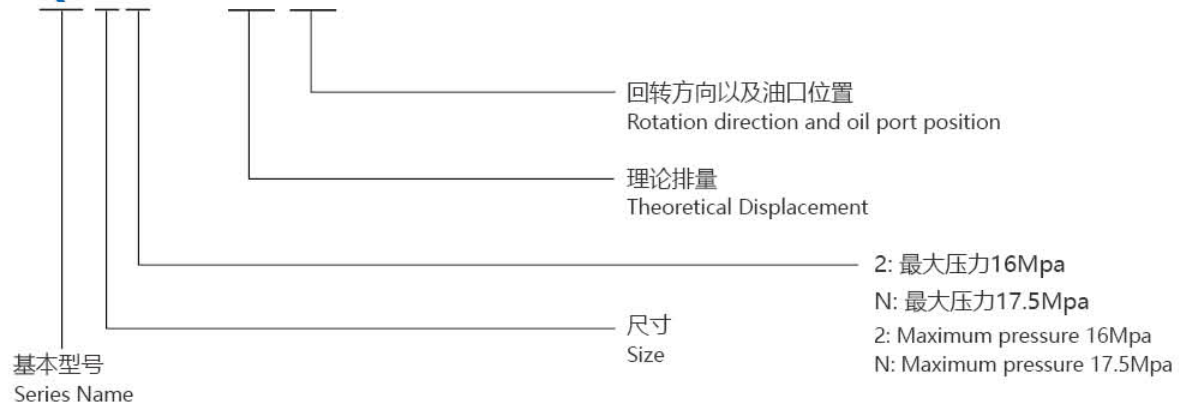 回转方向以及油口位置
Rotation direction and oil port position
理论排量
Theoretical Displacement
2: 最大压力16Mpa
N: 最大压力17.5Mpa
2: Maximum pressure 16Mpa
N: Maximum pressure 17.5Mpa
尺寸
Size
基本型号
Series Name